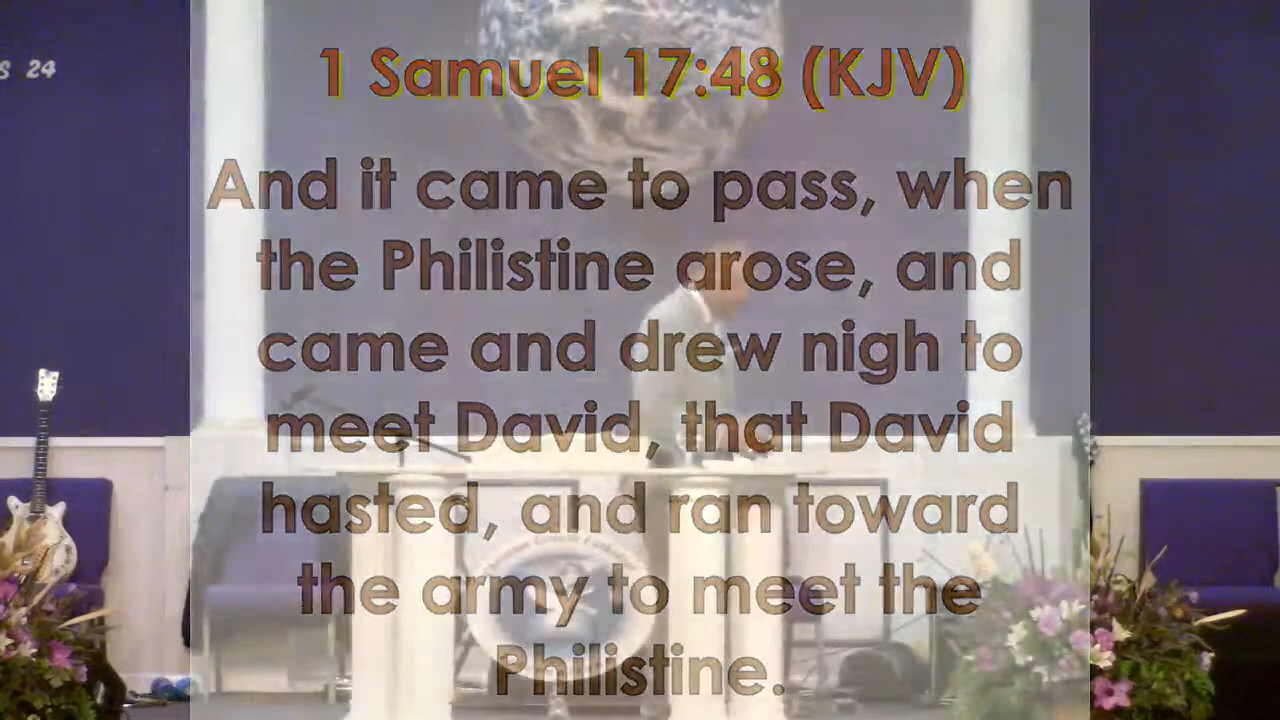 S 24
1 Samuel 17:48 (KJV)
And it came to pass, when
the Philistine arose, and
came and drew nigh to
meet David, that David
hasted, and ran toward
the army to meet the
Philistine.